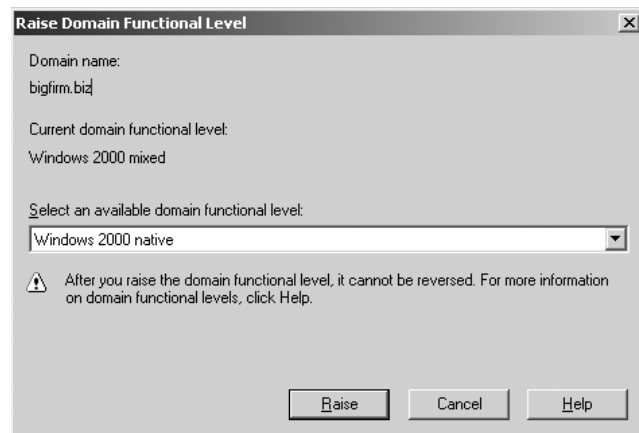 Raise Domain Functional Level
Domain name:
bigfirm.biz
Current domain functional level:
Windows 2000 mixed
Select an available domain functional level:
Windows 2000 native
After you raise the domain functional level, it cannot be reversed. For more information
on domain functional levels, click Help.
Raise Cancel Help